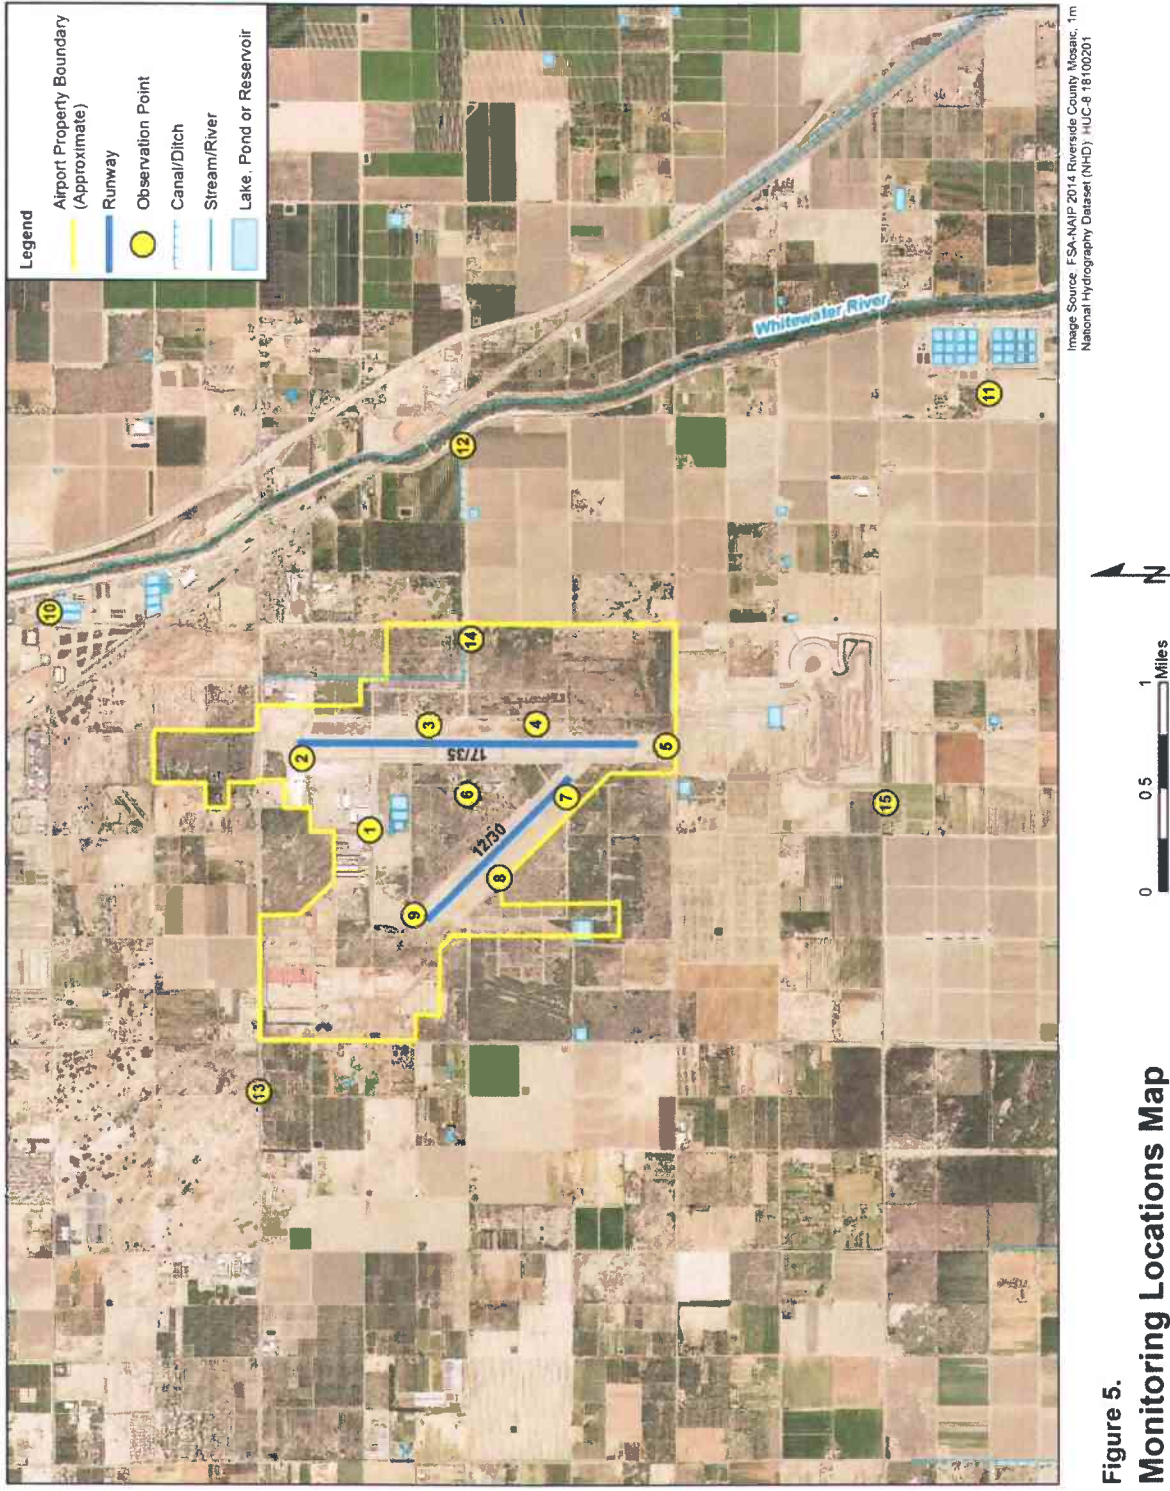 Legend
Airport Property Boundary
(Approximate)
Runway
Observation Point
Canal/Ditch
Stream/River
Lake, Pond or Reservoir
10
13
2
17/35
1
3
14
12
6
4
12/30
9
8
7
5
Whitewater River
15
11
Image Source: FSA-NAIP 2014 Riverside County Mosaic, 1m
National Hydrography Dataset (NHD): HUC-8 18100201
0 0.5 1
Miles
N
Figure 5.
Monitoring Locations Map